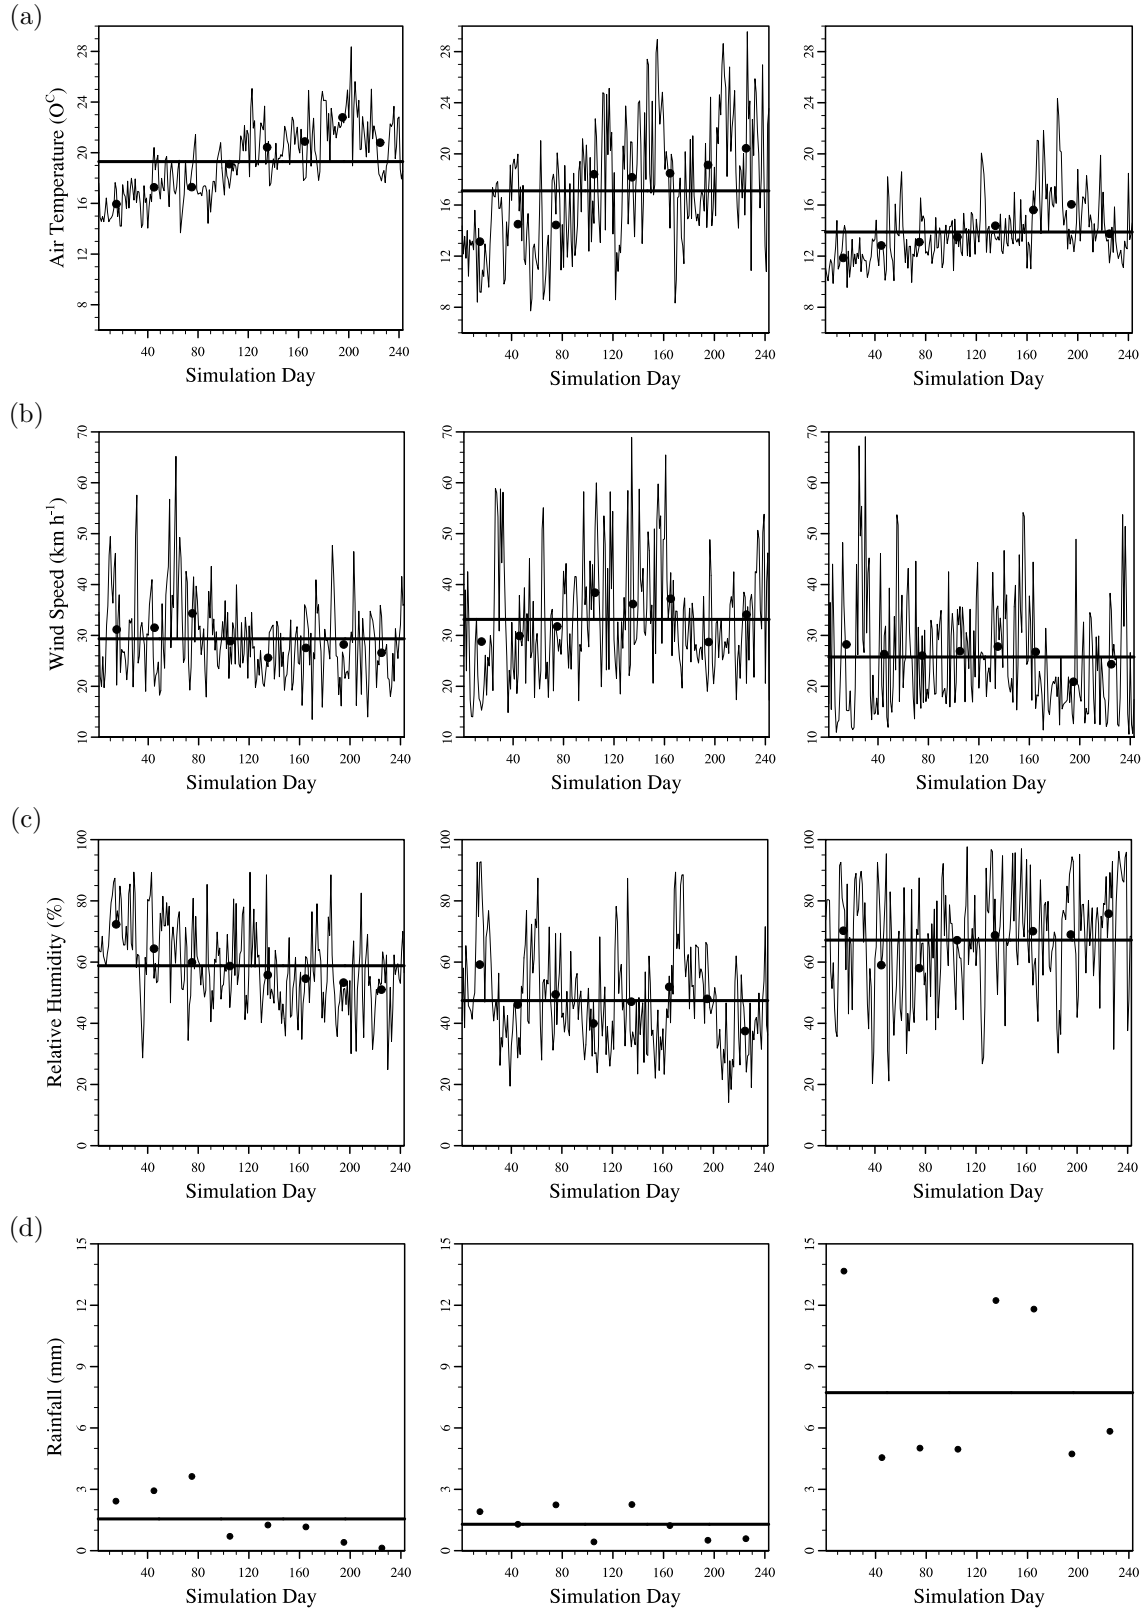 (a)
Air Temperature (O^C)
8 12 16 20 24 28
8 12 16 20 24 28
8 12 16 20 24 28
40 80 120 160 200 240
40 80 120 160 200 240
40 80 120 160 200 240
Simulation Day
Simulation Day
Simulation Day
(b)
Wind Speed (km h^-1)
10 20 30 40 50 60 70
10 20 30 40 50 60 70
10 20 30 40 50 60 70
40 80 120 160 200 240
40 80 120 160 200 240
40 80 120 160 200 240
Simulation Day
Simulation Day
Simulation Day
(c)
Relative Humidity (%)
0 20 40 60 80 100
0 20 40 60 80 100
0 20 40 60 80 100
40 80 120 160 200 240
40 80 120 160 200 240
40 80 120 160 200 240
Simulation Day
Simulation Day
Simulation Day
(d)
Rainfall (mm)
0 3 6 9 12 15
0 3 6 9 12 15
0 3 6 9 12 15
40 80 120 160 200 240
40 80 120 160 200 240
40 80 120 160 200 240
Simulation Day
Simulation Day
Simulation Day